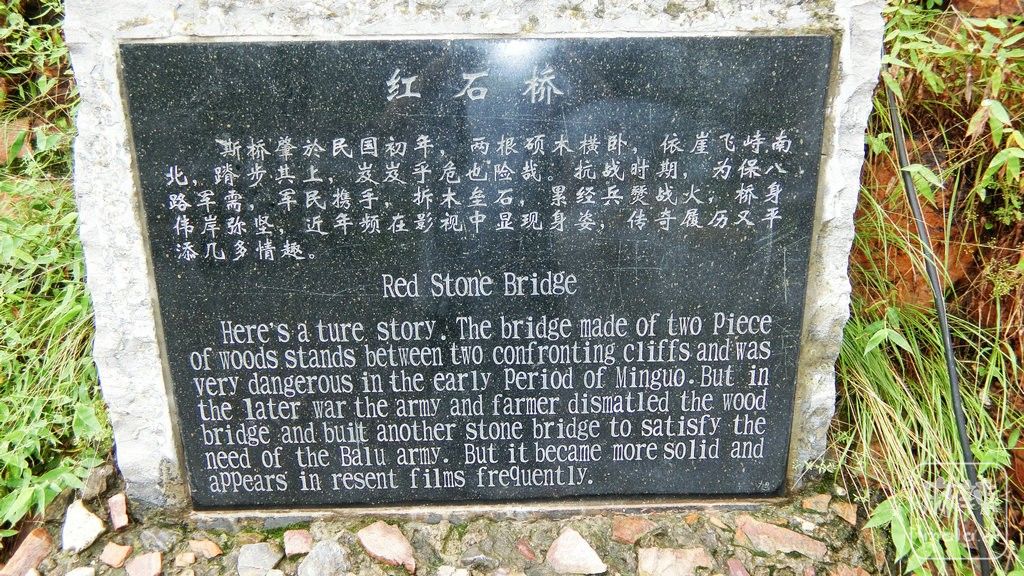 红石桥
斯桥肇於民国初年，两根硕木横卧，依崖飞峙南
北，蹐步其上，岌岌乎危也险哉。抗战时期，为保八
路军需，军民携手，拆木垒石，累经兵燹战火，桥身
伟岸弥坚，近年频在影视中显现身姿，传奇履历又平
添几多情趣。
Red Stone Bridge
Here's a ture story. The bridge made of two Piece
of woods stands between two confronting cliffs and was
very dangerous in the early Period of Minguo. But in
the later war the army and farmer dismatled the wood
bridge and built another stone bridge to satisfy the
need of the Balu army. But it became more solid and
appears in resent films frequently.